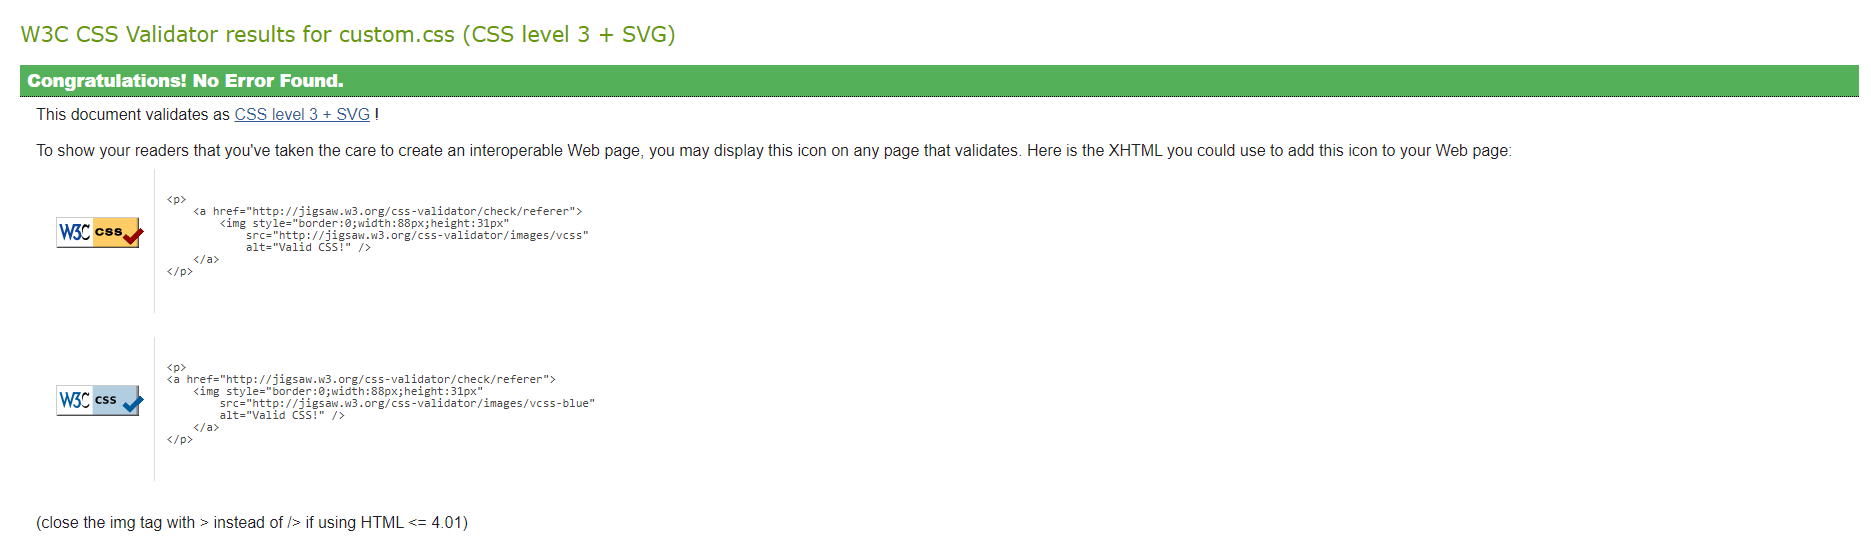 W3C CSS Validator results for custom.css (CSS level 3 + SVG)
Congratulations! No Error Found.
This document validates as CSS level 3 + SVG !
To show your readers that you've taken the care to create an interoperable Web page, you may display this icon on any page that validates. Here is the XHTML you could use to add this icon to your Web page:
W3C css
<p>
    <a href="http://jigsaw.w3.org/css-validator/check/referer">
        <img style="border:0;width:88px;height:31px"
            src="http://jigsaw.w3.org/css-validator/images/vcss"
            alt="Valid CSS!" />
    </a>
</p>
W3C css
<p>
<a href="http://jigsaw.w3.org/css-validator/check/referer">
    <img style="border:0;width:88px;height:31px"
        src="http://jigsaw.w3.org/css-validator/images/vcss-blue"
        alt="Valid CSS!" />
    </a>
</p>
(close the img tag with > instead of /> if using HTML <= 4.01)